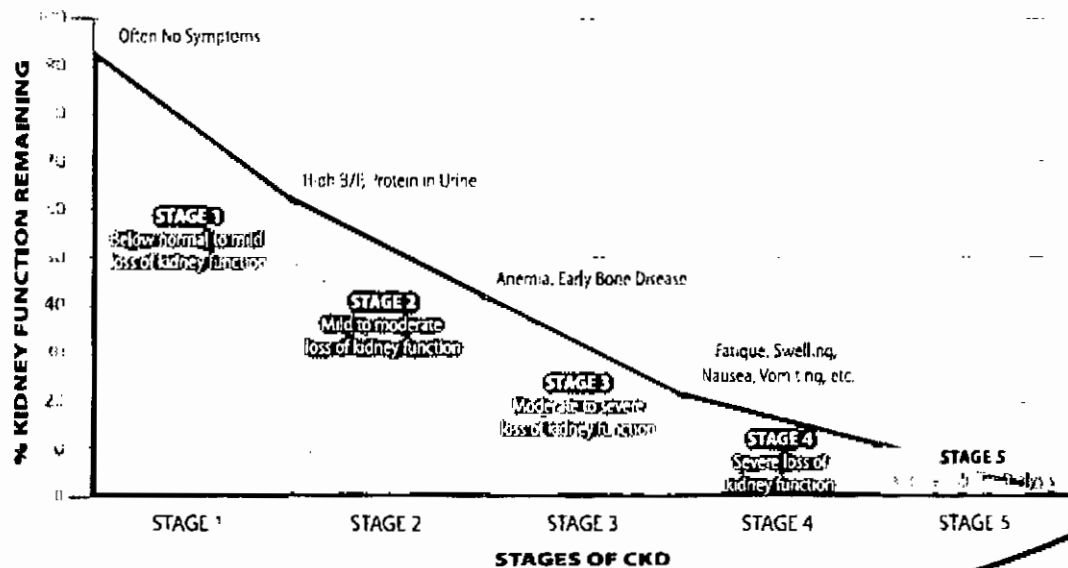 Often No Symptoms
% KIDNEY FUNCTION REMAINING
High B/P, Protein in Urine
STAGE 1
Below normal to mild
loss of kidney function
Anemia, Early Bone Disease
STAGE 2
Mild to moderate
loss of kidney function
40
Fatigue, Swelling,
Nausea, Vomiting, etc.
STAGE 3
Moderate to severe
loss of kidney function
STAGE 4
Severe loss of
kidney function
STAGE 5
STAGE 1
STAGE 2
STAGE 3
STAGE 4
STAGE 5
STAGES OF CKD